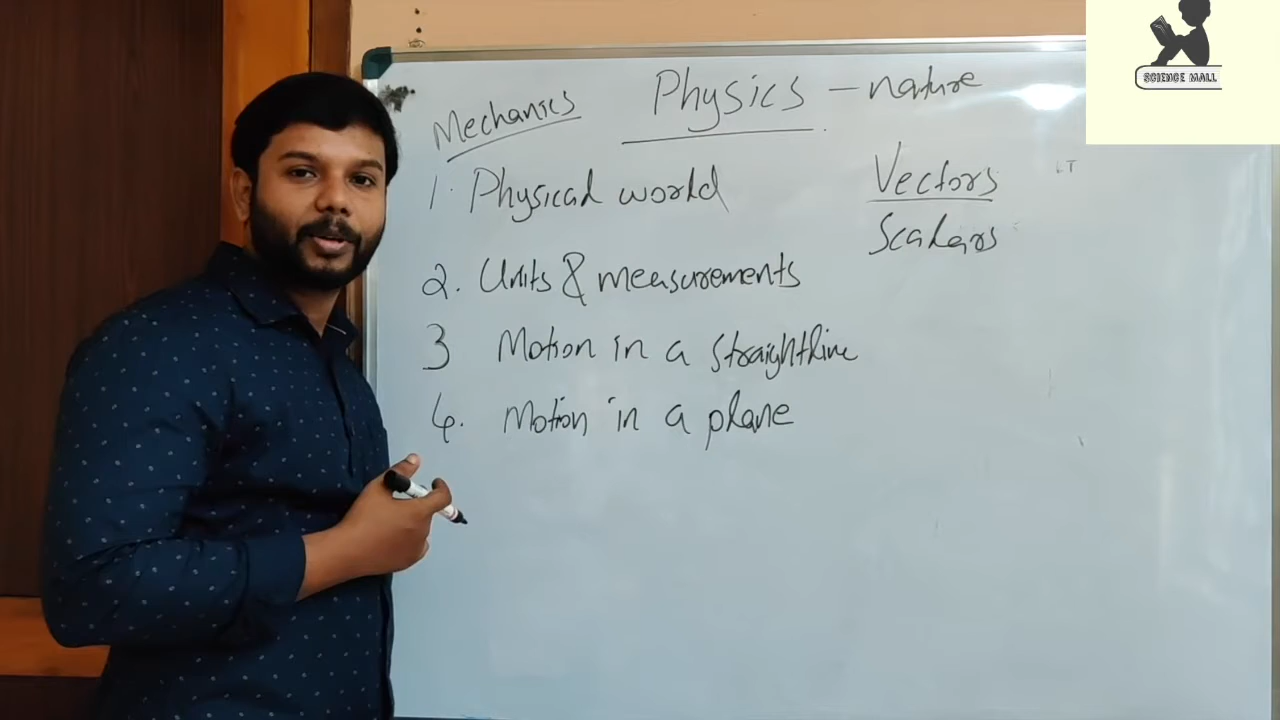 Mechanics Physics - nature
1. Physical world
Vectors
Scalars
2. Units & measurements
3 Motion in a straightline
4. Motion in a plane
SCIENCE MALL